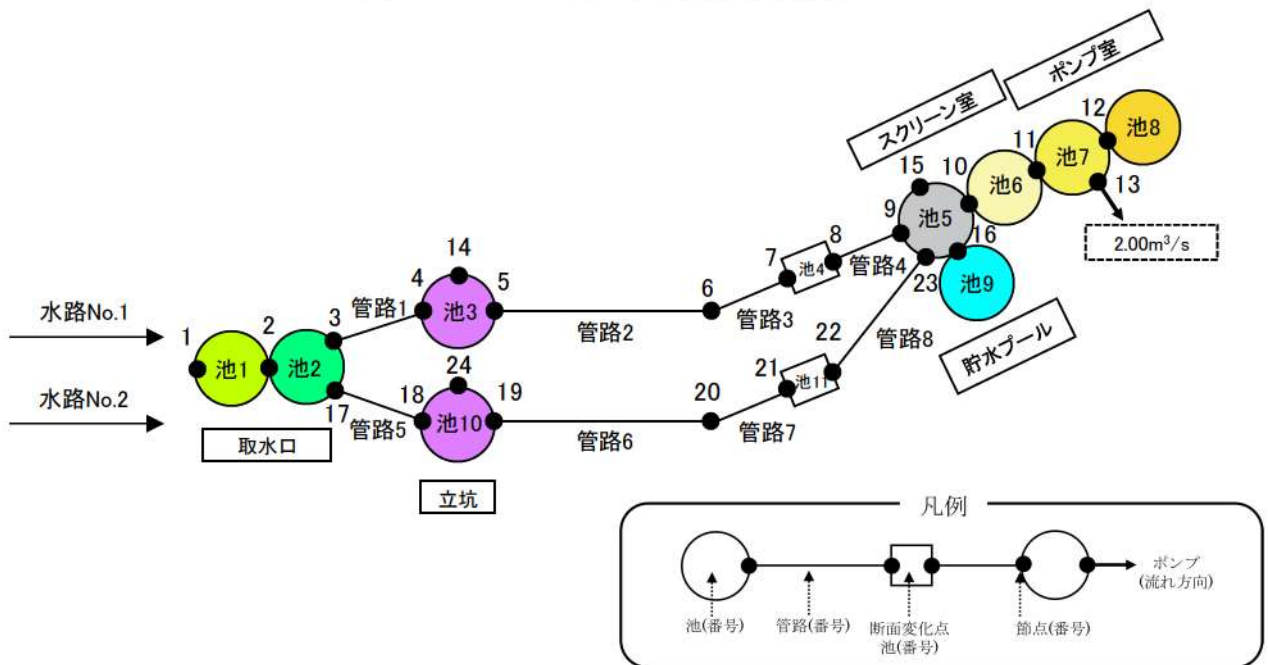 ポンプ室
スクリーン室
12
池8
11
池7
15
10
池6
13
9
池5
2.00m³/s
16
8
7
池4
管路4
23
池9
14
4
5
6
管路1
池3
管路2
管路3
水路No.1
3
22
管路8
貯水プール
1
2
池1
池2
24
21
池11
水路No.2
17
18
19
20
池10
管路5
管路6
管路7
取水口
立坑
凡例
ポンプ
(流れ方向)
池(番号)
管路(番号)
断面変化点
池(番号)
節点(番号)